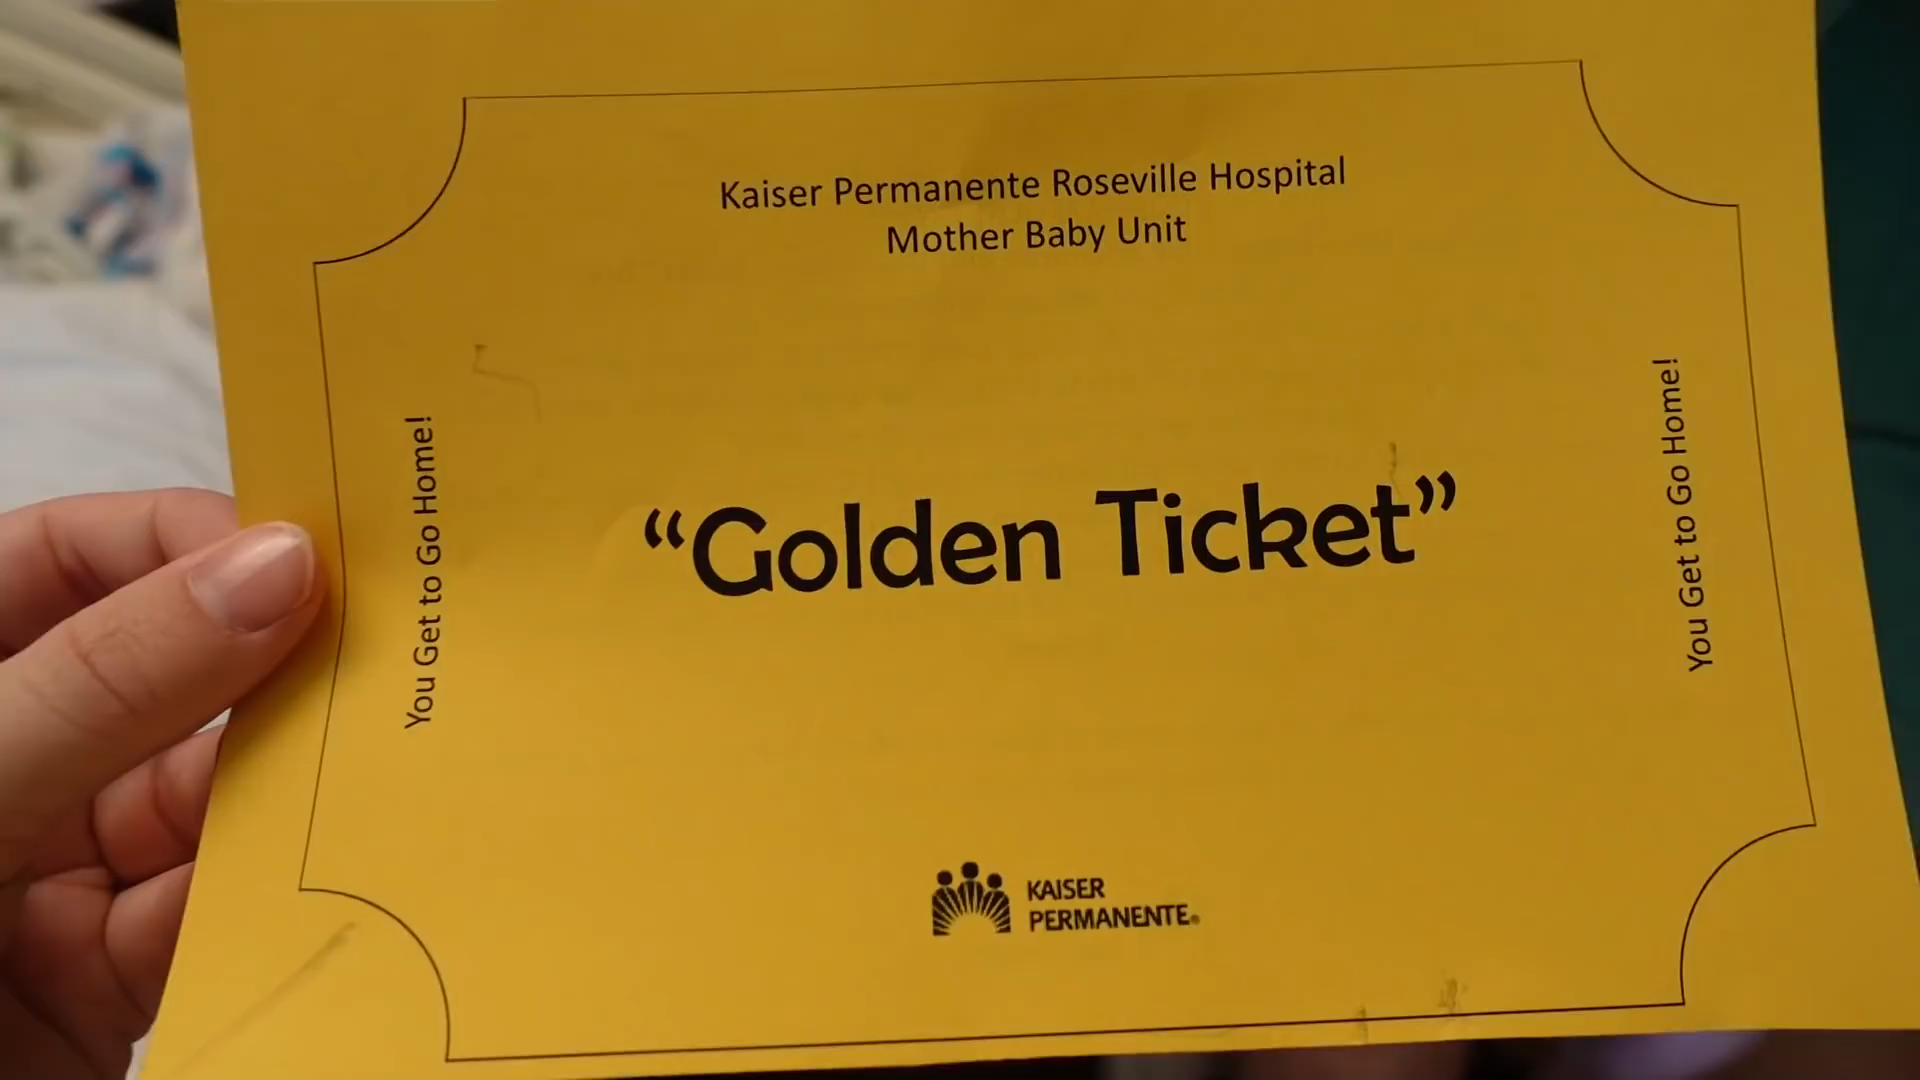 Kaiser Permanente Roseville Hospital
Mother Baby Unit
You Get to Go Home!
“Golden Ticket”
You Get to Go Home!
KAISER
PERMANENTE®